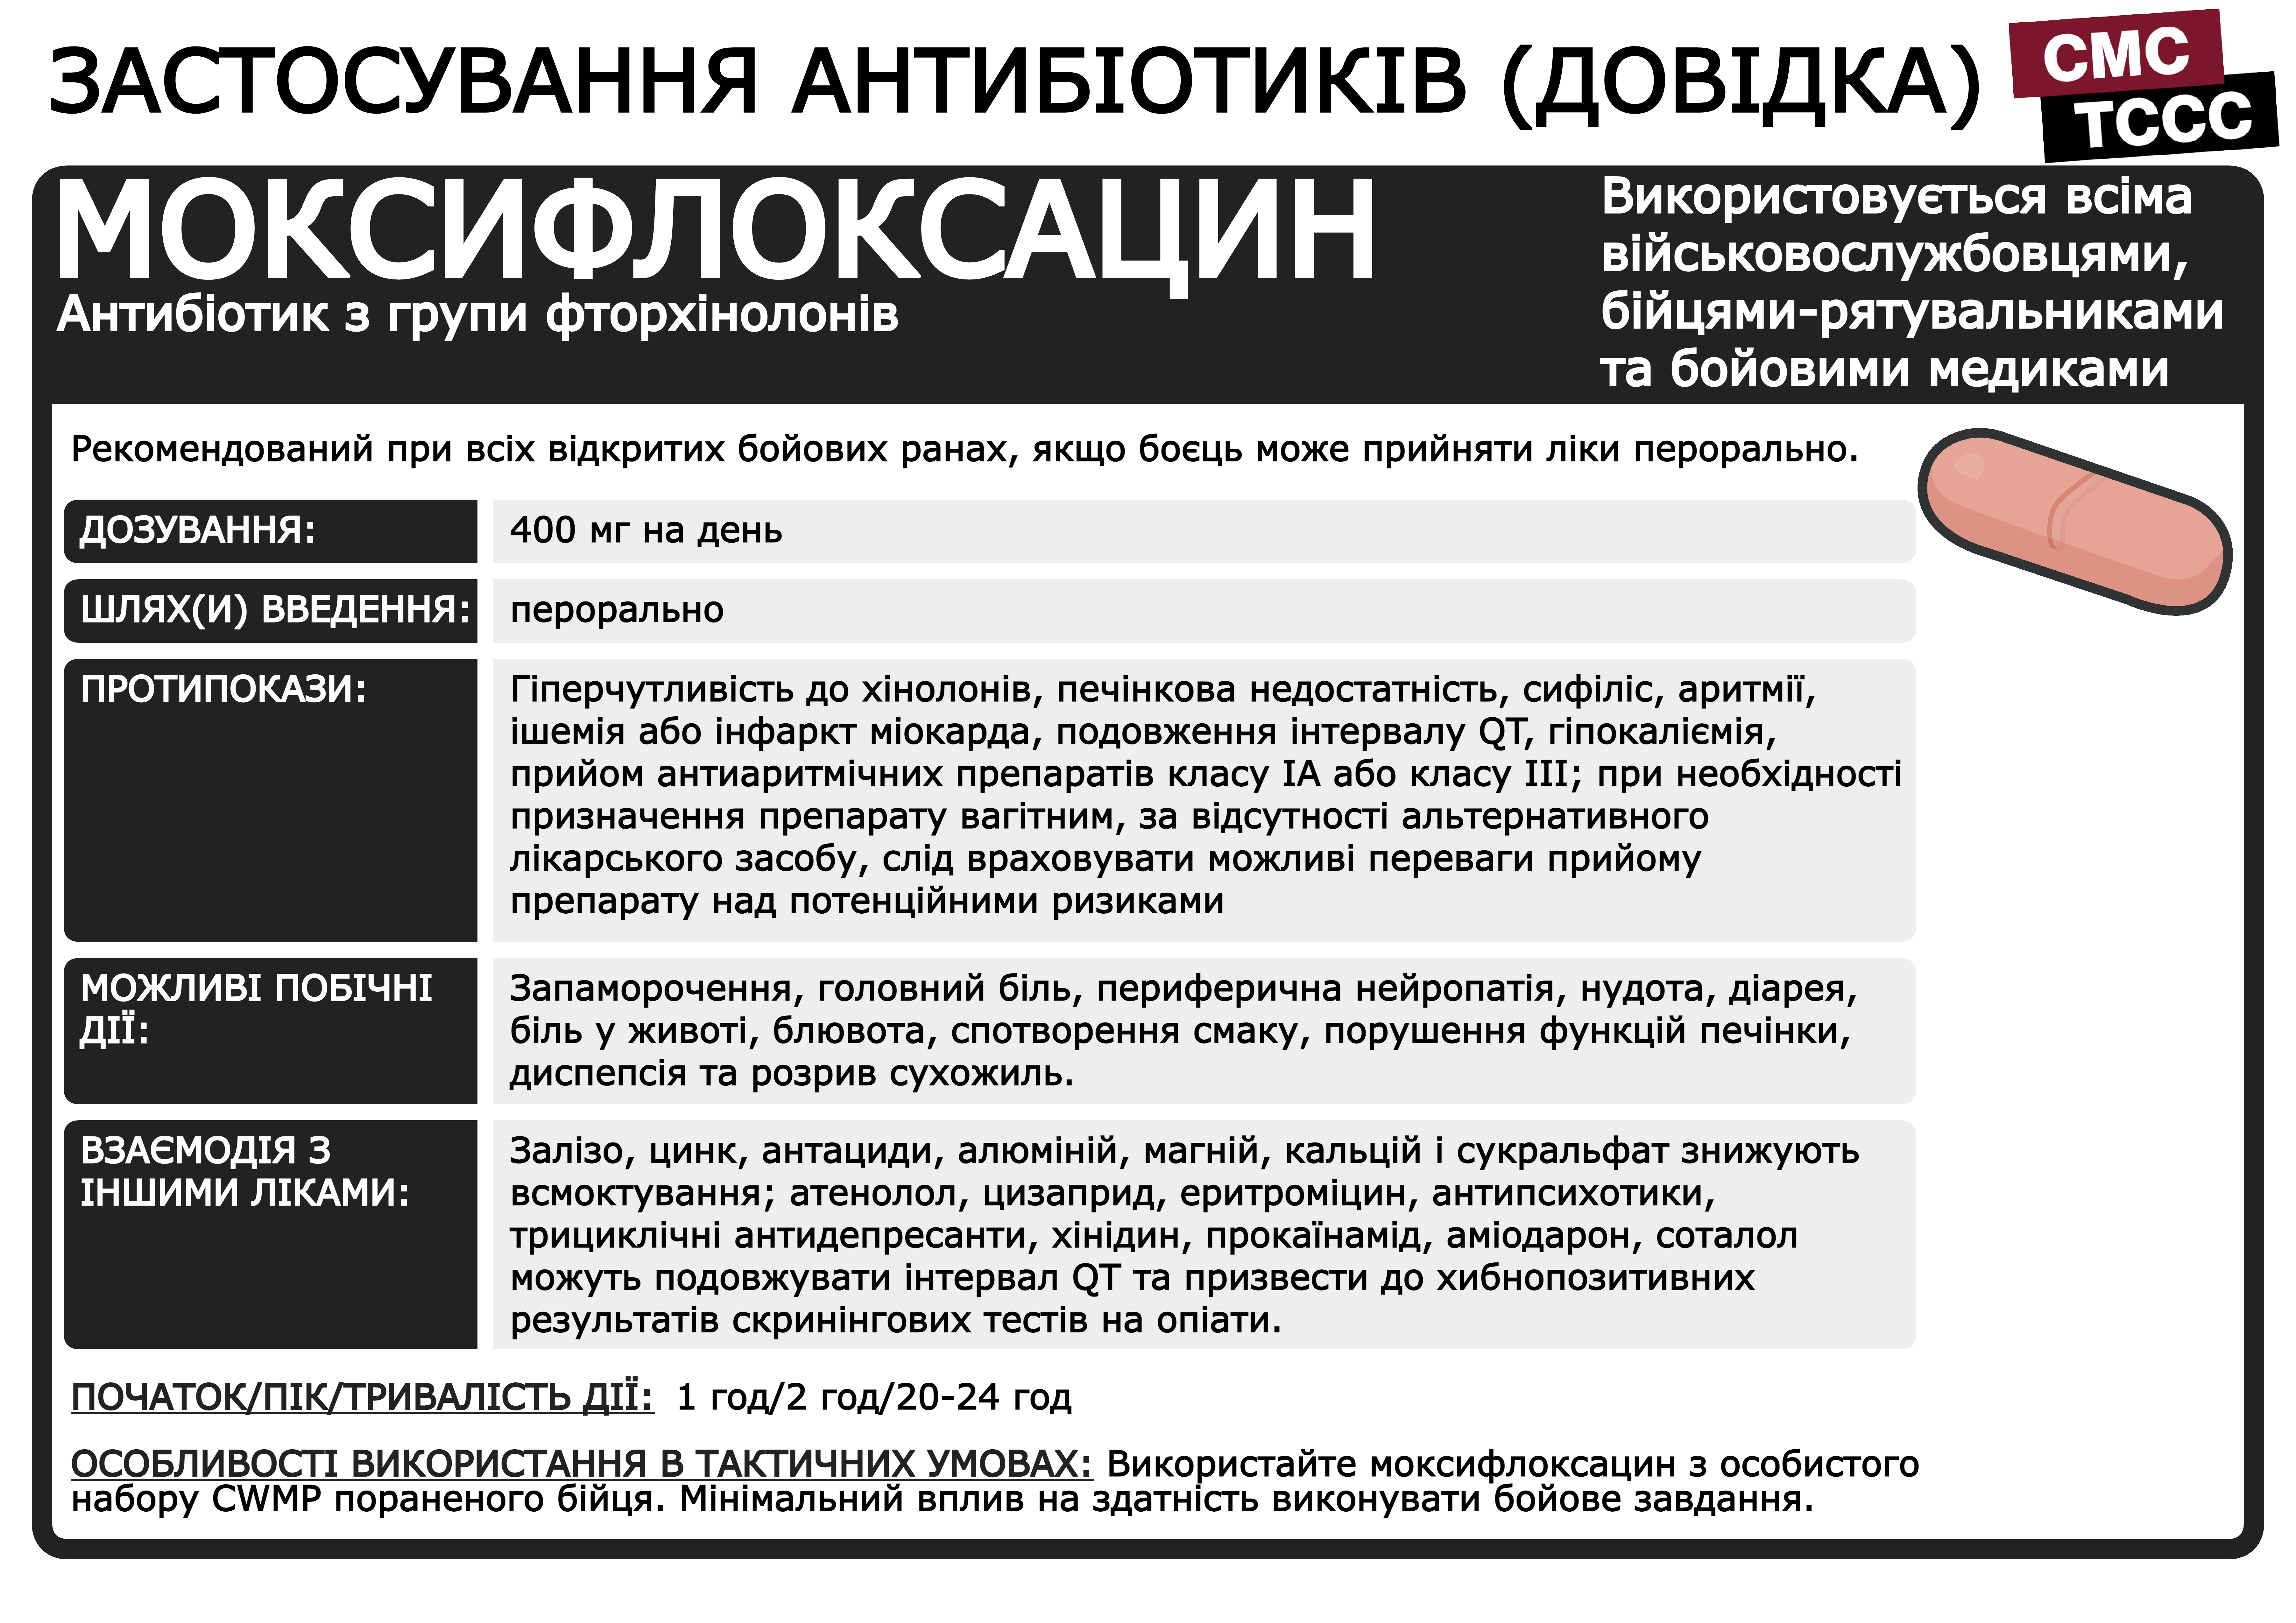 ЗАСТОСУВАННЯ АНТИБІОТИКІВ (ДОВІДКА)
CMC
TCCC
МОКСИФЛОКСАЦИН
Антибіотик з групи фторхінолонів
Використовується всіма
військовослужбовцями,
бійцями-рятувальниками
та бойовими медиками
Рекомендований при всіх відкритих бойових ранах, якщо боєць може прийняти ліки перорально.
ДОЗУВАННЯ:
400 мг на день
ШЛЯХ(И) ВВЕДЕННЯ:
перорально
ПРОТИПОКАЗИ:
Гіперчутливість до хінолонів, печінкова недостатність, сифіліс, аритмії,
ішемія або інфаркт міокарда, подовження інтервалу QT, гіпокаліємія,
прийом антиаритмічних препаратів класу IA або класу III; при необхідності
призначення препарату вагітним, за відсутності альтернативного
лікарського засобу, слід враховувати можливі переваги прийому
препарату над потенційними ризиками
МОЖЛИВІ ПОБІЧНІ
ДІЇ:
Запаморочення, головний біль, периферична нейропатія, нудота, діарея,
біль у животі, блювота, спотворення смаку, порушення функцій печінки,
диспепсія та розрив сухожиль.
ВЗАЄМОДІЯ З
ІНШИМИ ЛІКАМИ:
Залізо, цинк, антациди, алюміній, магній, кальцій і сукральфат знижують
всмоктування; атенолол, цизаприд, еритроміцин, антипсихотики,
трициклічні антидепресанти, хінідин, прокаїнамід, аміодарон, соталол
можуть подовжувати інтервал QT та призвести до хибнопозитивних
результатів скринінгових тестів на опіати.
ПОЧАТОК/ПІК/ТРИВАЛІСТЬ ДІЇ: 1 год/2 год/20-24 год
ОСОБЛИВОСТІ ВИКОРИСТАННЯ В ТАКТИЧНИХ УМОВАХ: Використайте моксифлоксацин з особистого
набору CWMP пораненого бійця. Мінімальний вплив на здатність виконувати бойове завдання.